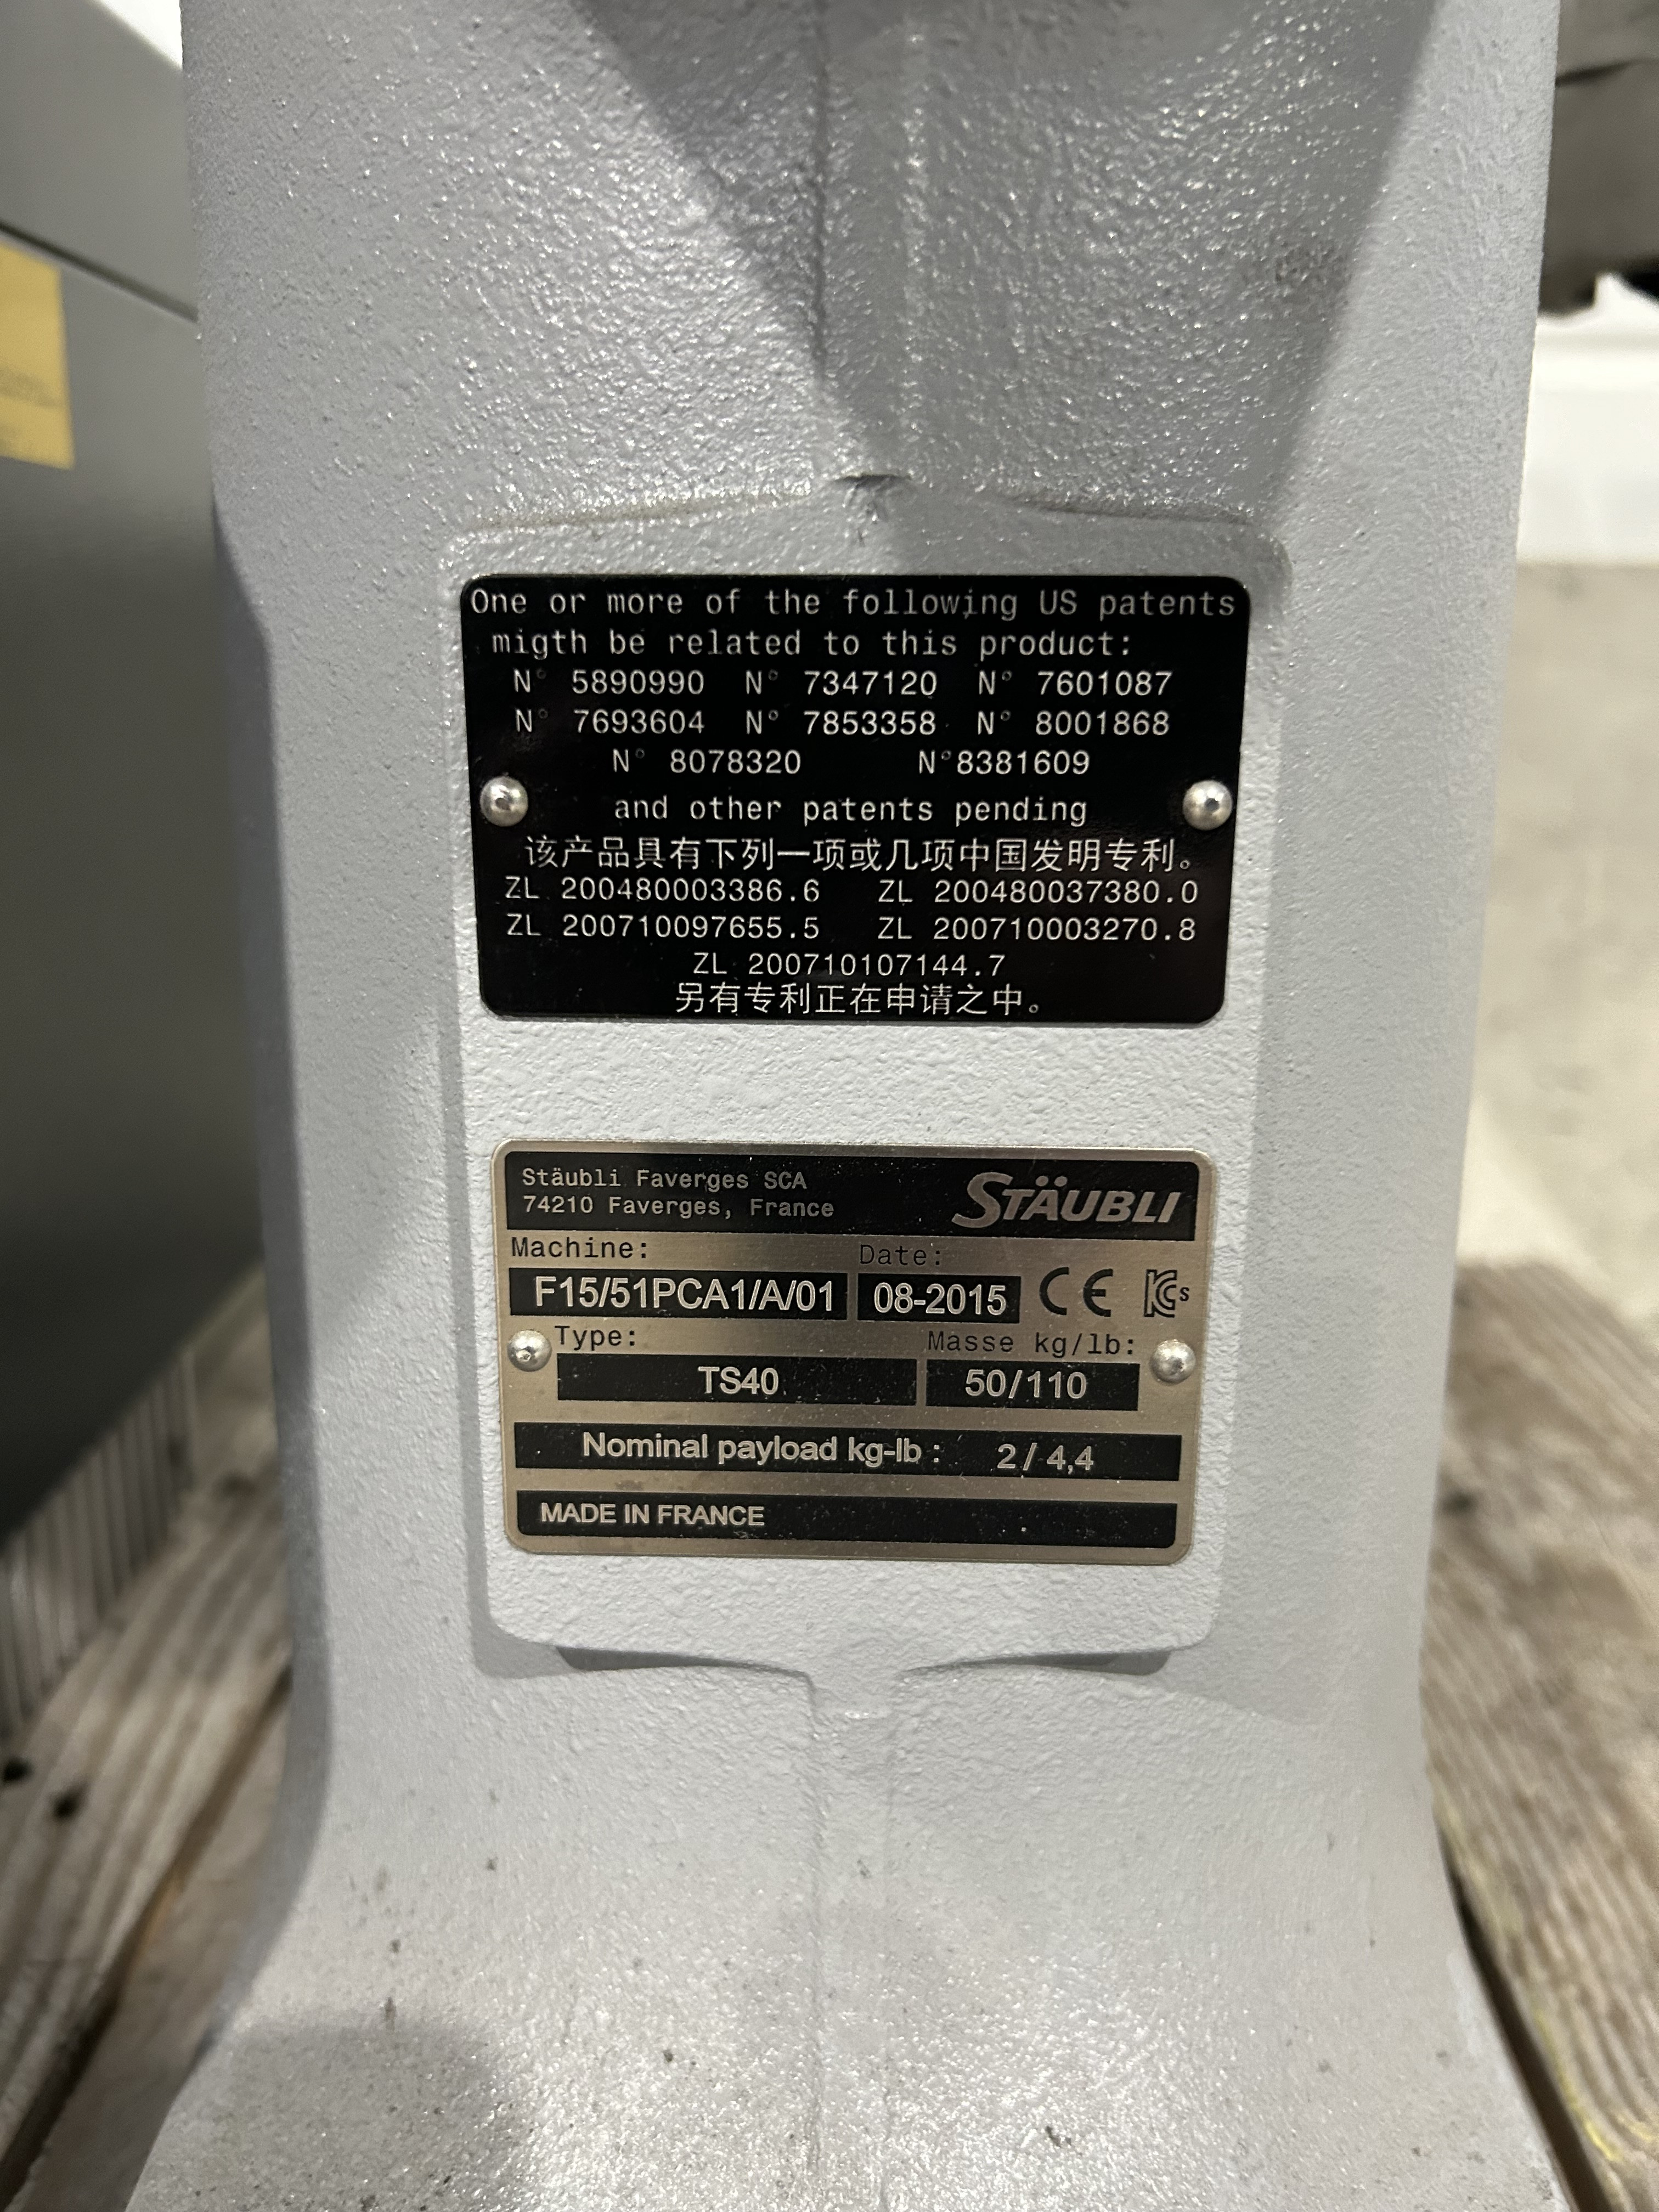 One or more of the following US patents
migth be related to this product:
N° 5890990 N° 7347120 N° 7601087
N° 7693604 N° 7853358 N° 8001868
N° 8078320 N°8381609
and other patents pending
该产品具有下列一项或几项中国发明专利。
ZL 200480003386.6 ZL 200480037380.0
ZL 200710097655.5 ZL 200710003270.8
ZL 200710107144.7
另有专利正在申请之中。
Stäubli Faverges SCA
74210 Faverges, France
STÄUBLI
Machine: Date:
F15/51PCA1/A/01 08-2015 CE KCs
Type: Masse kg/lb:
TS40 50/110
Nominal payload kg-lb : 2 / 4,4
MADE IN FRANCE